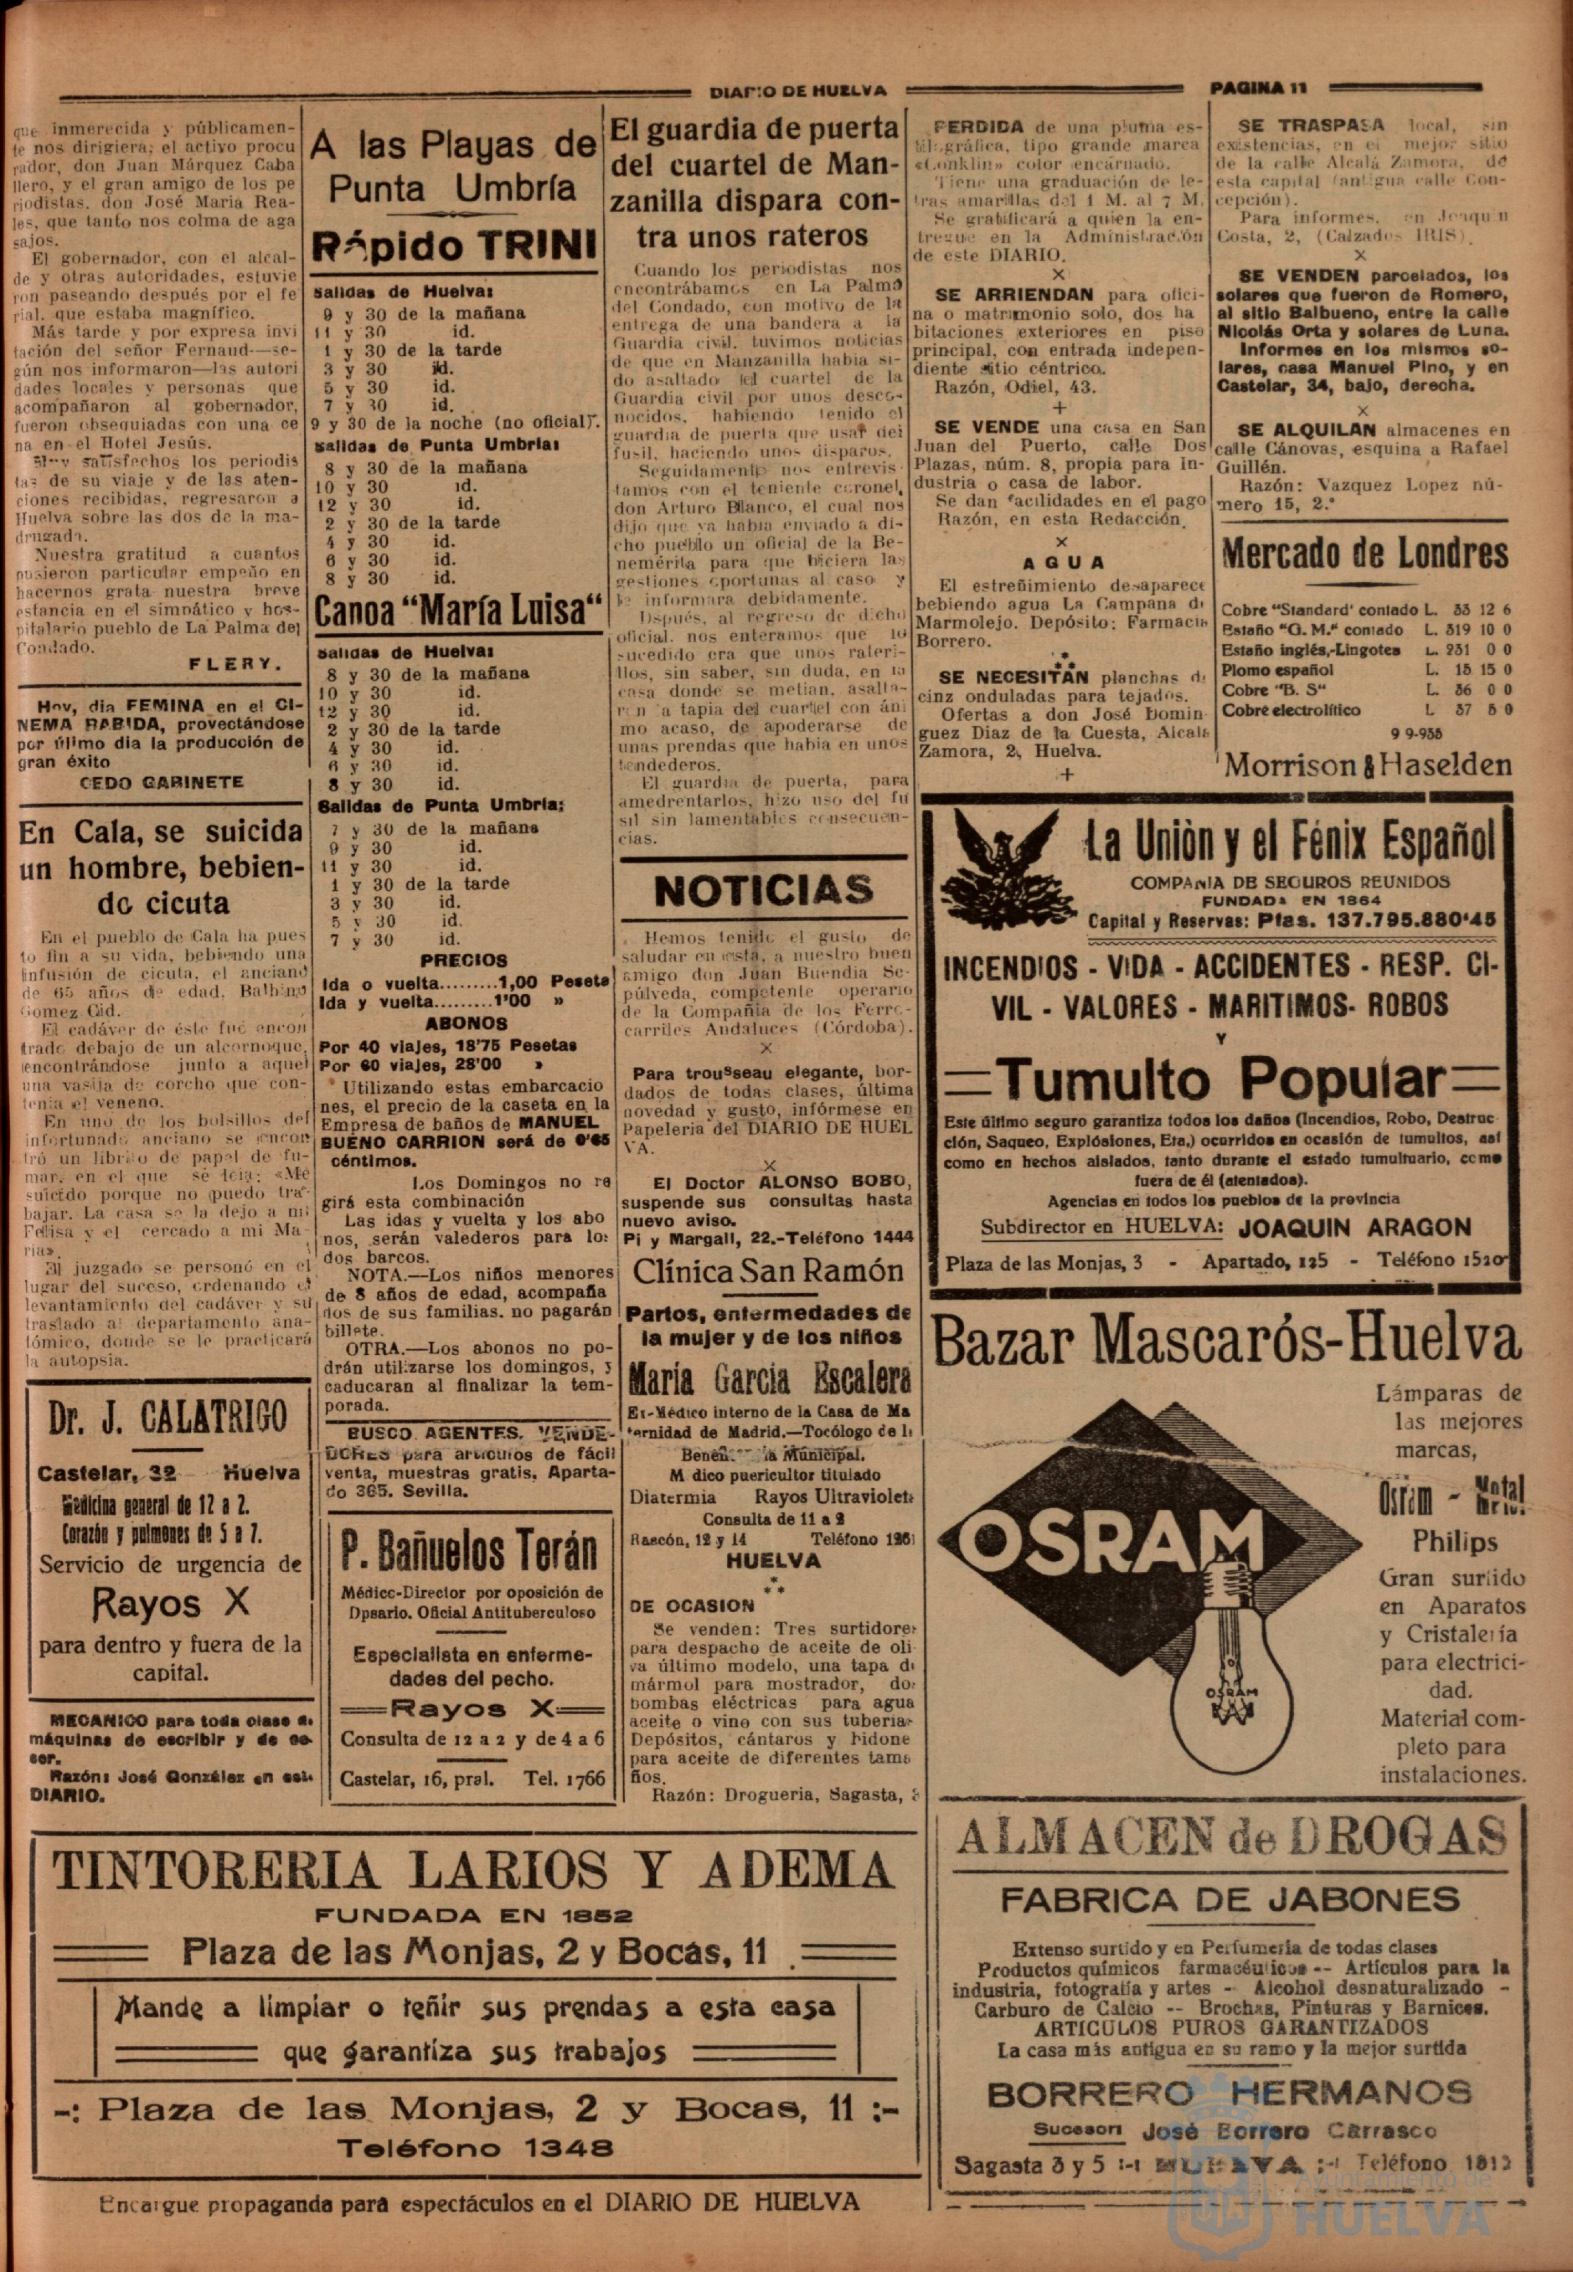 DIARIO DE HUELVA
PAGINA 11
que inmerecida y públicamen-
te nos dirigiera; el activo procu
rador, don Juan Márquez Caba
llero, y el gran amigo de los pe
riodistas. don José Maria Rea-
les, que tanto nos colma de aga
sajos.
El gobernador, con el alcal-
de y otras autoridades, estuvie
ron paseando después por el fe
rial, que estaba magnífico.
Más tarde y por expresa invi
tación del señor Fernaud—se-
gún nos informaron—las autori
dades locales y personas que
acompañaron al gobernador,
fueron obsequiadas con una ce
na en el Hotel Jesús.
Muy satisfechos los periodis
tas de su viaje y de las aten-
ciones recibidas, regresaron a
Huelva sobre las dos de la ma-
drugada.
Nuestra gratitud a cuantos
pusieron particular empeño en
hacernos grata nuestra breve
estancia en el simpático y hos-
pitalario pueblo de La Palma del
Condado.
FLERY.
Hoy, dia FEMINA en el CI-
NEMA RABIDA, proyectándose
por último dia la producción de
gran éxito
CEDO GABINETE
En Cala, se suicida
un hombre, bebien-
do cicuta
En el pueblo de Cala ha pues
to fin a su vida, bebiendo una
infusión de cicuta, el anciano
de 65 años de edad, Balbino
Gomez Cid.
El cadáver de éste fué encon
trado debajo de un alcornoque,
encontrándose junto a aquel
una vasija de corcho que con-
tenia el veneno.
En uno de los bolsillos del
infortunado anciano se encon
tró un librito de papel de fu-
mar, en el que se leía: «Me
suicido porque no puedo tra-
bajar. La casa se la dejo a mi
Felisa y el cercado a mi Ma-
ria».
El juzgado se personó en el
lugar del suceso, ordenando el
levantamiento del cadáver y su
traslado al departamento ana-
tómico, donde se le practicará
la autopsia.
Dr. J. CALATRIGO
Castelar, 32 Huelva
Medicina general de 12 a 2.
Corazón y pulmones de 5 a 7.
Servicio de urgencia de
Rayos X
para dentro y fuera de la
capital.
MECANICO para toda clase de
máquinas de escribir y de co-
ser.
Razón: José González en este
DIARIO.
A las Playas de
Punta Umbría
Rápido TRINI
Salidas de Huelva:
9 y 30 de la mañana
11 y 30 id.
1 y 30 de la tarde
3 y 30 id.
5 y 30 id.
7 y 30 id.
9 y 30 de la noche (no oficial).
Salidas de Punta Umbria:
8 y 30 de la mañana
10 y 30 id.
12 y 30 id.
2 y 30 de la tarde
4 y 30 id.
6 y 30 id.
8 y 30 id.
Canoa "María Luisa"
Salidas de Huelva:
8 y 30 de la mañana
10 y 30 id.
12 y 30 id.
2 y 30 de la tarde
4 y 30 id.
6 y 30 id.
8 y 30 id.
Salidas de Punta Umbria;
7 y 30 de la mañana
9 y 30 id.
11 y 30 id.
1 y 30 de la tarde
3 y 30 id.
5 y 30 id.
7 y 30 id.
PRECIOS
Ida o vuelta.........1,00 Peseta
Ida y vuelta.........1'00 »
ABONOS
Por 40 viajes, 18'75 Pesetas
Por 60 viajes, 28'00 »
Utilizando estas embarcacio
nes, el precio de la caseta en la
Empresa de baños de MANUEL
BUENO CARRION será de 0'65
céntimos.
Los Domingos no re
girá esta combinación
Las idas y vuelta y los abo
nos, serán valederos para los
dos barcos.
NOTA.—Los niños menores
de 8 años de edad, acompaña
dos de sus familias. no pagarán
billete.
OTRA.—Los abonos no po-
drán utilizarse los domingos, y
caducaran al finalizar la tem-
porada.
BUSCO AGENTES. VENDE-
DORES para artículos de fácil
venta, muestras gratis. Aparta-
do 365. Sevilla.
P. Bañuelos Terán
Médico-Director por oposición de
Dpsario. Oficial Antituberculoso
Especialista en enferme-
dades del pecho.
Rayos X
Consulta de 12 a 2 y de 4 a 6
Castelar, 16, pral. Tel. 1766
El guardia de puerta
del cuartel de Man-
zanilla dispara con-
tra unos rateros
Cuando los periodistas nos
encontrábamos en La Palma
del Condado, con motivo de la
entrega de una bandera a la
Guardia civil, tuvimos noticias
de que en Manzanilla habia si-
do asaltado el cuartel de la
Guardia civil por unos desco-
nocidos, habiendo tenido el
guardia de puerta que usar del
fusil, haciendo unos disparos.
Seguidamente nos entrevis-
tamos con el teniente coronel,
don Arturo Blanco, el cual nos
dijo que ya habia enviado a di-
cho pueblo un oficial de la Be-
nemérita para que hiciera las
gestiones oportunas al caso y
le informara debidamente.
Dspués, al regreso de dicho
oficial. nos enteramos que lo
sucedido era que unos rateri-
llos, sin saber, sin duda, en la
casa donde se metian, asalta-
ron a tapia del cuartel con áni
mo acaso, de apoderarse de
unas prendas que habia en unos
tendederos.
El guardia de puerta, para
amedrentarlos, hizo uso del fu
sil sin lamentables consecuen-
cias.
NOTICIAS
Hemos tenido el gusto de
saludar en ésta, a nuestro buen
amigo don Juan Buendia Se-
púlveda, competente operario
de la Compañía de los Ferro-
carriles Andaluces (Córdoba).
×
Para trousseau elegante, bor-
dados de todas clases, última
novedad y gusto, infórmese en
Papeleria del DIARIO DE HUEL
VA.
×
El Doctor ALONSO BOBO,
suspende sus consultas hasta
nuevo aviso.
Pi y Margall, 22.-Teléfono 1444
Clínica San Ramón
Partos, enfermedades de
la mujer y de los niños
María Garcia Escalera
Ex-Médico interno de la Casa de Ma
ternidad de Madrid.—Tocólogo de la
Municipal.
M dico puericultor titulado
Diatermia Rayos Ultravioleta
Consulta de 11 a 2
Rascón, 12 y 14 Teléfono 1261
HUELVA
DE OCASION
Se venden: Tres surtidores
para despacho de aceite de oli
va último modelo, una tapa de
mármol para mostrador, dos
bombas eléctricas para agua
aceite o vino con sus tuberias
Depósitos, cántaros y bidone
para aceite de diferentes tama
ños.
Razón: Drogueria, Sagasta,
PERDIDA de una pluma es-
tilográfica, tipo grande marca
«Conklin» color encarnado.
Tiene una graduación de le-
tras amarillas del 1 M. al 7 M.
Se gratificará a quien la en-
tregue en la Administración
de este DIARIO.
×
SE ARRIENDAN para ofici-
na o matrimonio solo, dos ha
bitaciones exteriores en piso
principal, con entrada indepen-
diente sitio céntrico.
Razón, Odiel, 43.
+
SE VENDE una casa en San
Juan del Puerto, calle Dos
Plazas, núm. 8, propia para In-
dustria o casa de labor.
Se dan facilidades en el pago
Razón, en esta Redacción.
×
AGUA
El estreñimiento desaparece
bebiendo agua La Campana de
Marmolejo. Depósito: Farmacia
Borrero.
SE NECESITAN planchas de
cinz onduladas para tejados.
Ofertas a don José Domin
guez Diaz de la Cuesta, Alcalá
Zamora, 2, Huelva.
+
SE TRASPASA local, sin
existencias, en el mejor sitio
de la calle Alcalá Zamora, de
esta capital (antigua calle Con-
cepción).
Para informes, en Joaquin
Costa, 2, (Calzados IRIS).
×
SE VENDEN parcelados, los
solares que fueron de Romero,
al sitio Balbueno, entre la calle
Nicolás Orta y solares de Luna.
Informes en los mismos so-
lares, casa Manuel Pino, y en
Castelar, 34, bajo, derecha.
×
SE ALQUILAN almacenes en
calle Cánovas, esquina a Rafael
Guillén.
Razón: Vazquez Lopez nú-
mero 15, 2.°
Mercado de Londres
Cobre "Standard' contado L. 33 12 6
Estaño "G. M." contado L. 219 10 0
Estaño inglés,-Lingotes L. 231 0 0
Plomo español L. 15 15 0
Cobre "B. S" L. 36 0 0
Cobre electrolítico L 37 5 0
9 9-935
Morrison & Haselden
La Unión y el Fénix Español
COMPAÑIA DE SEGUROS REUNIDOS
FUNDADA EN 1864
Capital y Reservas: Ptas. 137.795.880'45
INCENDIOS - VIDA - ACCIDENTES - RESP. CI-
VIL - VALORES - MARITIMOS- ROBOS
Y
Tumulto Popular
Este último seguro garantiza todos los daños (Incendios, Robo, Destruc
ción, Saqueo, Explosiones, Eta,) ocurridos en ocasión de tumultos, así
como en hechos aislados, tanto durante el estado tumultuario, como
fuera de él (atentados).
Agencias en todos los pueblos de la provincia
Subdirector en HUELVA: JOAQUIN ARAGON
Plaza de las Monjas, 3 - Apartado, 125 - Teléfono 1520
Bazar Mascarós-Huelva
OSRAM
OSRAM
Lámparas de
las mejores
marcas,
Osram -
Philips
Gran surtido
en Aparatos
y Cristalería
para electrici-
dad.
Material com-
pleto para
instalaciones.
TINTORERIA LARIOS Y ADEMA
FUNDADA EN 1852
Plaza de las Monjas, 2 y Bocas, 11
Mande a limpiar o teñir sus prendas a esta casa
que garantiza sus trabajos
-: Plaza de las Monjas, 2 y Bocas, 11 :-
Teléfono 1348
Encargue propaganda para espectáculos en el DIARIO DE HUELVA
ALMACEN de DROGAS
FABRICA DE JABONES
Extenso surtido y en Perfumería de todas clases
Productos químicos farmacéuticos -- Artículos para la
industria, fotografía y artes - Alcohol desnaturalizado -
Carburo de Calcio -- Brochas, Pinturas y Barnices.
ARTICULOS PUROS GARANTIZADOS
La casa más antigua en su ramo y la mejor surtida
BORRERO HERMANOS
Sucesor: José Borrero Carrasco
Sagasta 3 y 5 :-: HUELVA :-: Teléfono 1812
Ayuntamiento de
HUELVA